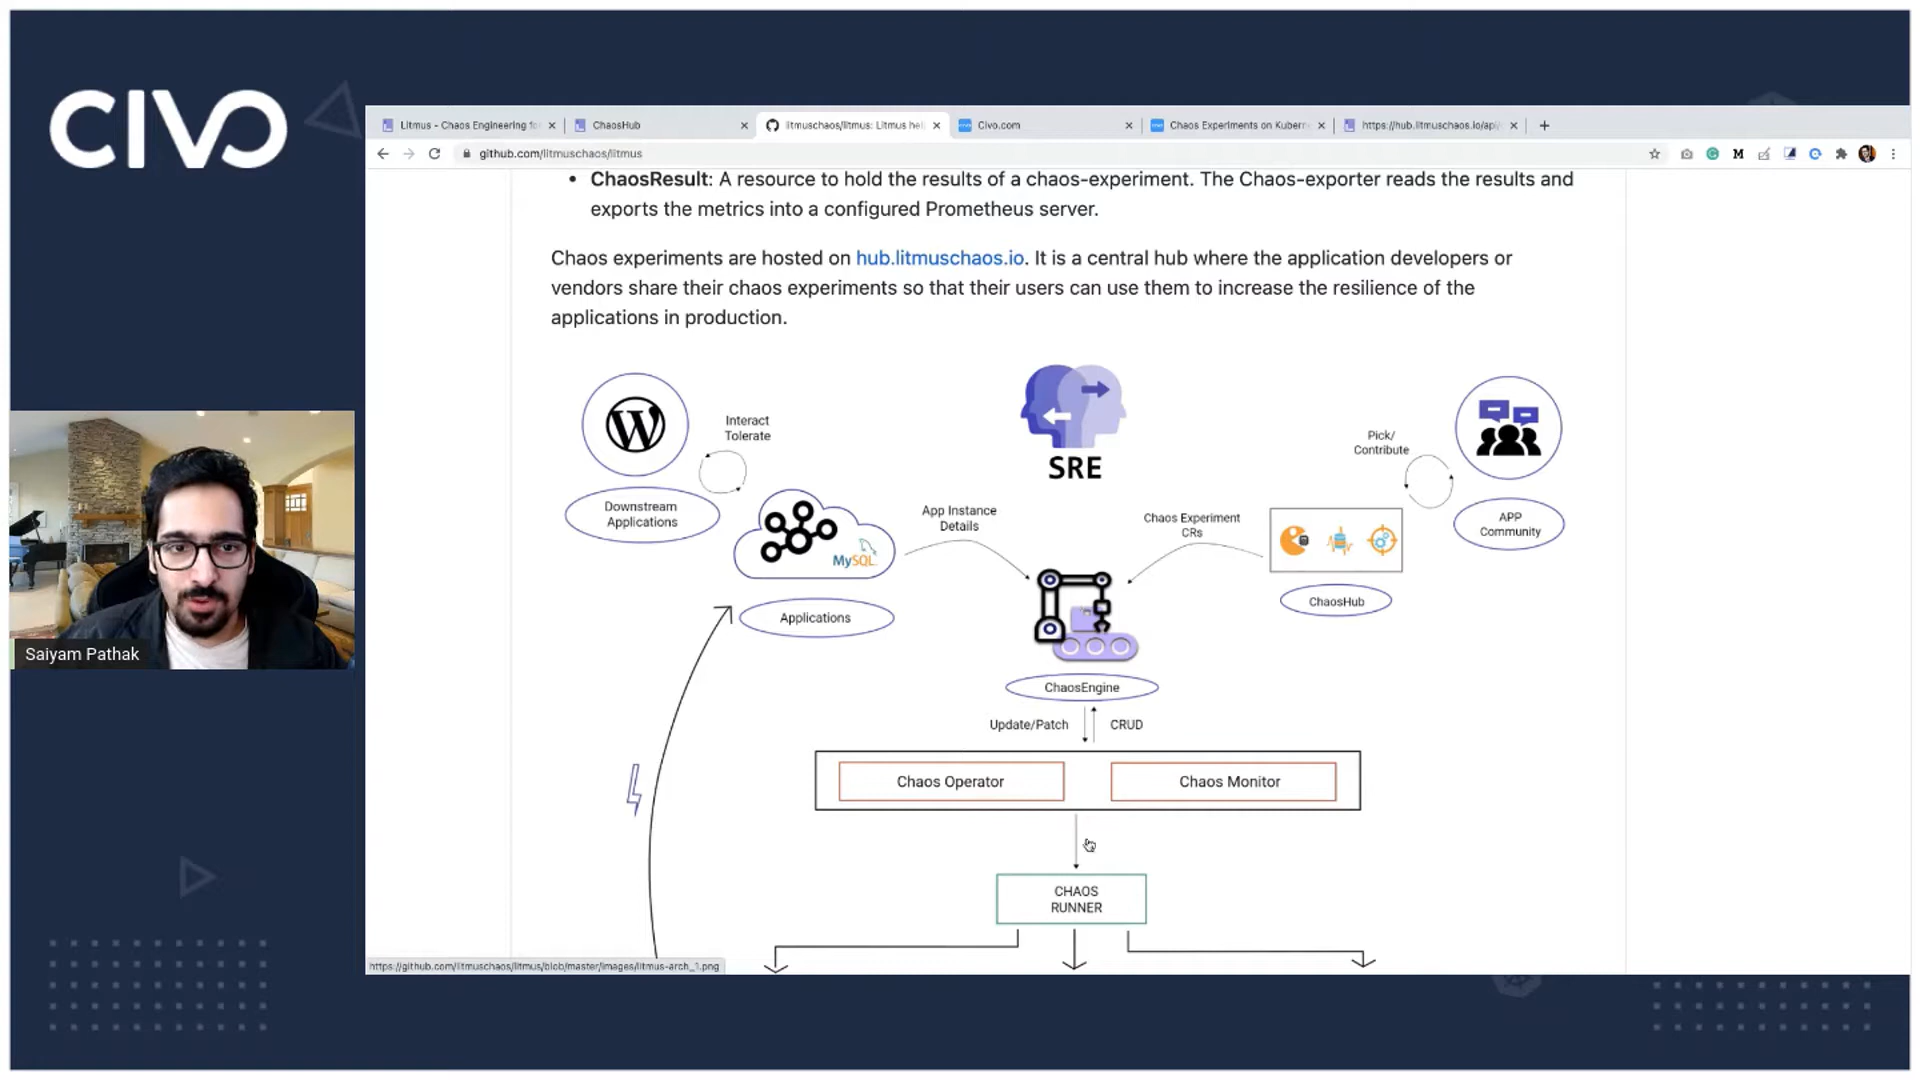 CIVO
Litmus - Chaos Engineering fo
ChaosHub
litmuschaos/litmus: Litmus hel
Civo.com
Chaos Experiments on Kubern
https://hub.litmuschaos.io/api/
github.com/litmuschaos/litmus
ChaosResult: A resource to hold the results of a chaos-experiment. The Chaos-exporter reads the results and
exports the metrics into a configured Prometheus server.
Chaos experiments are hosted on hub.litmuschaos.io. It is a central hub where the application developers or
vendors share their chaos experiments so that their users can use them to increase the resilience of the
applications in production.
Interact
Tolerate
SRE
Pick/
Contribute
Downstream
Applications
MySQL
App Instance
Details
Chaos Experiment
CRs
APP
Community
Applications
ChaosHub
ChaosEngine
Update/Patch
CRUD
Chaos Operator
Chaos Monitor
CHAOS
RUNNER
Saiyam Pathak
https://github.com/litmuschaos/litmus/blob/master/images/litmus-arch_1.png